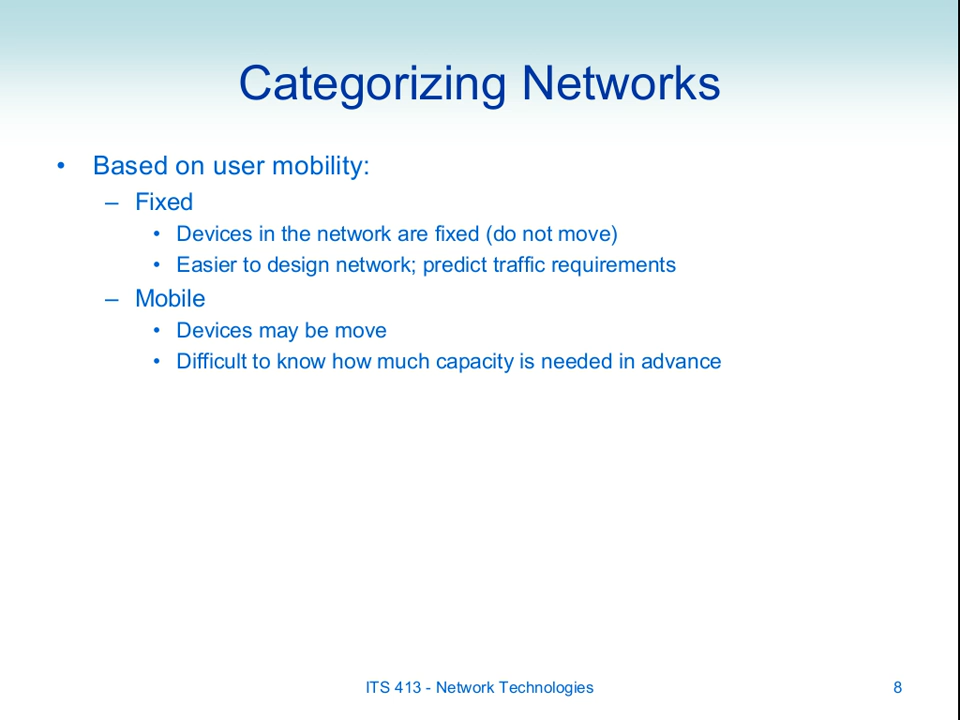 Categorizing Networks
• Based on user mobility:
– Fixed
• Devices in the network are fixed (do not move)
• Easier to design network; predict traffic requirements
– Mobile
• Devices may be move
• Difficult to know how much capacity is needed in advance
ITS 413 - Network Technologies
8